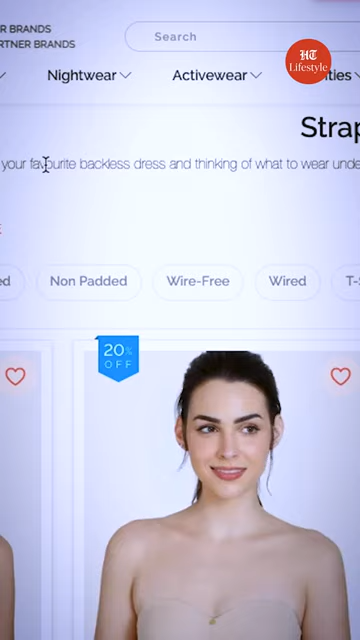 R BRANDS
RTNER BRANDS
Search
HT
Lifestyle
Nightwear
Activewear
ties
Strap
your favourite backless dress and thinking of what to wear unde
ed
Non Padded
Wire-Free
Wired
T-
20%
OFF